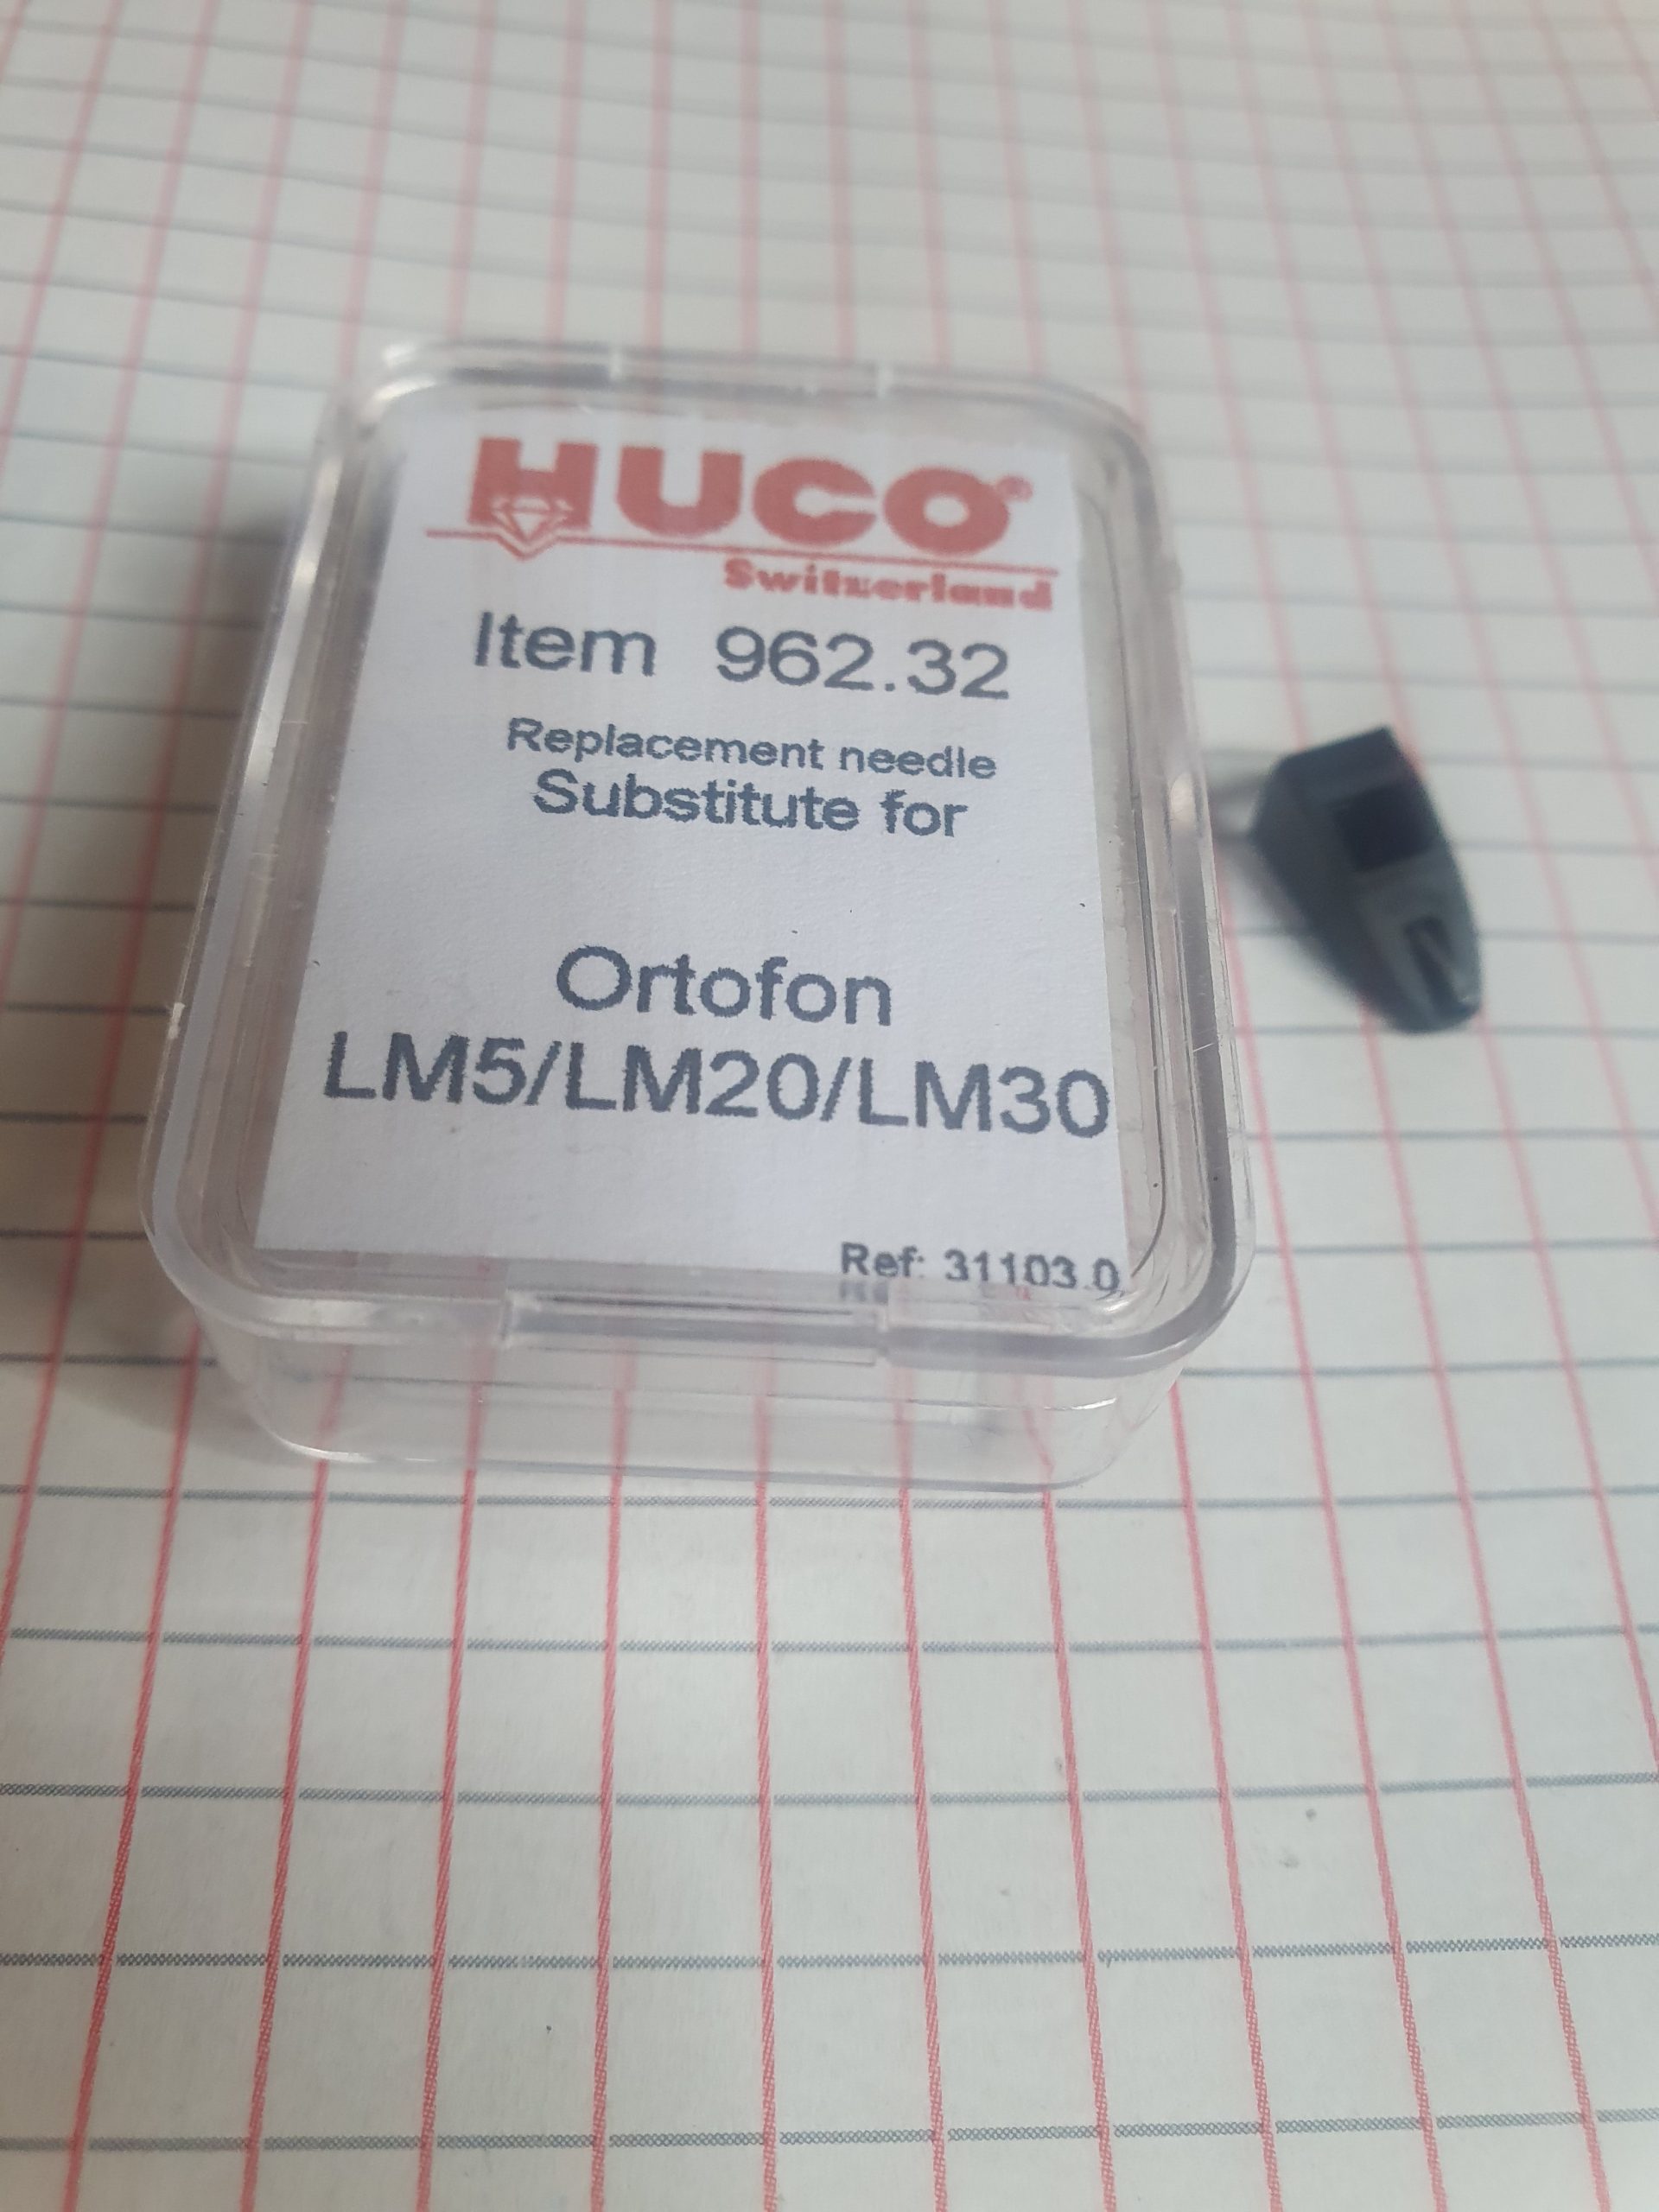 HUCO®
Switzerland
Item 962.32
Replacement needle
Substitute for
Ortofon
LM5/LM20/LM30
Ref: 31103.0